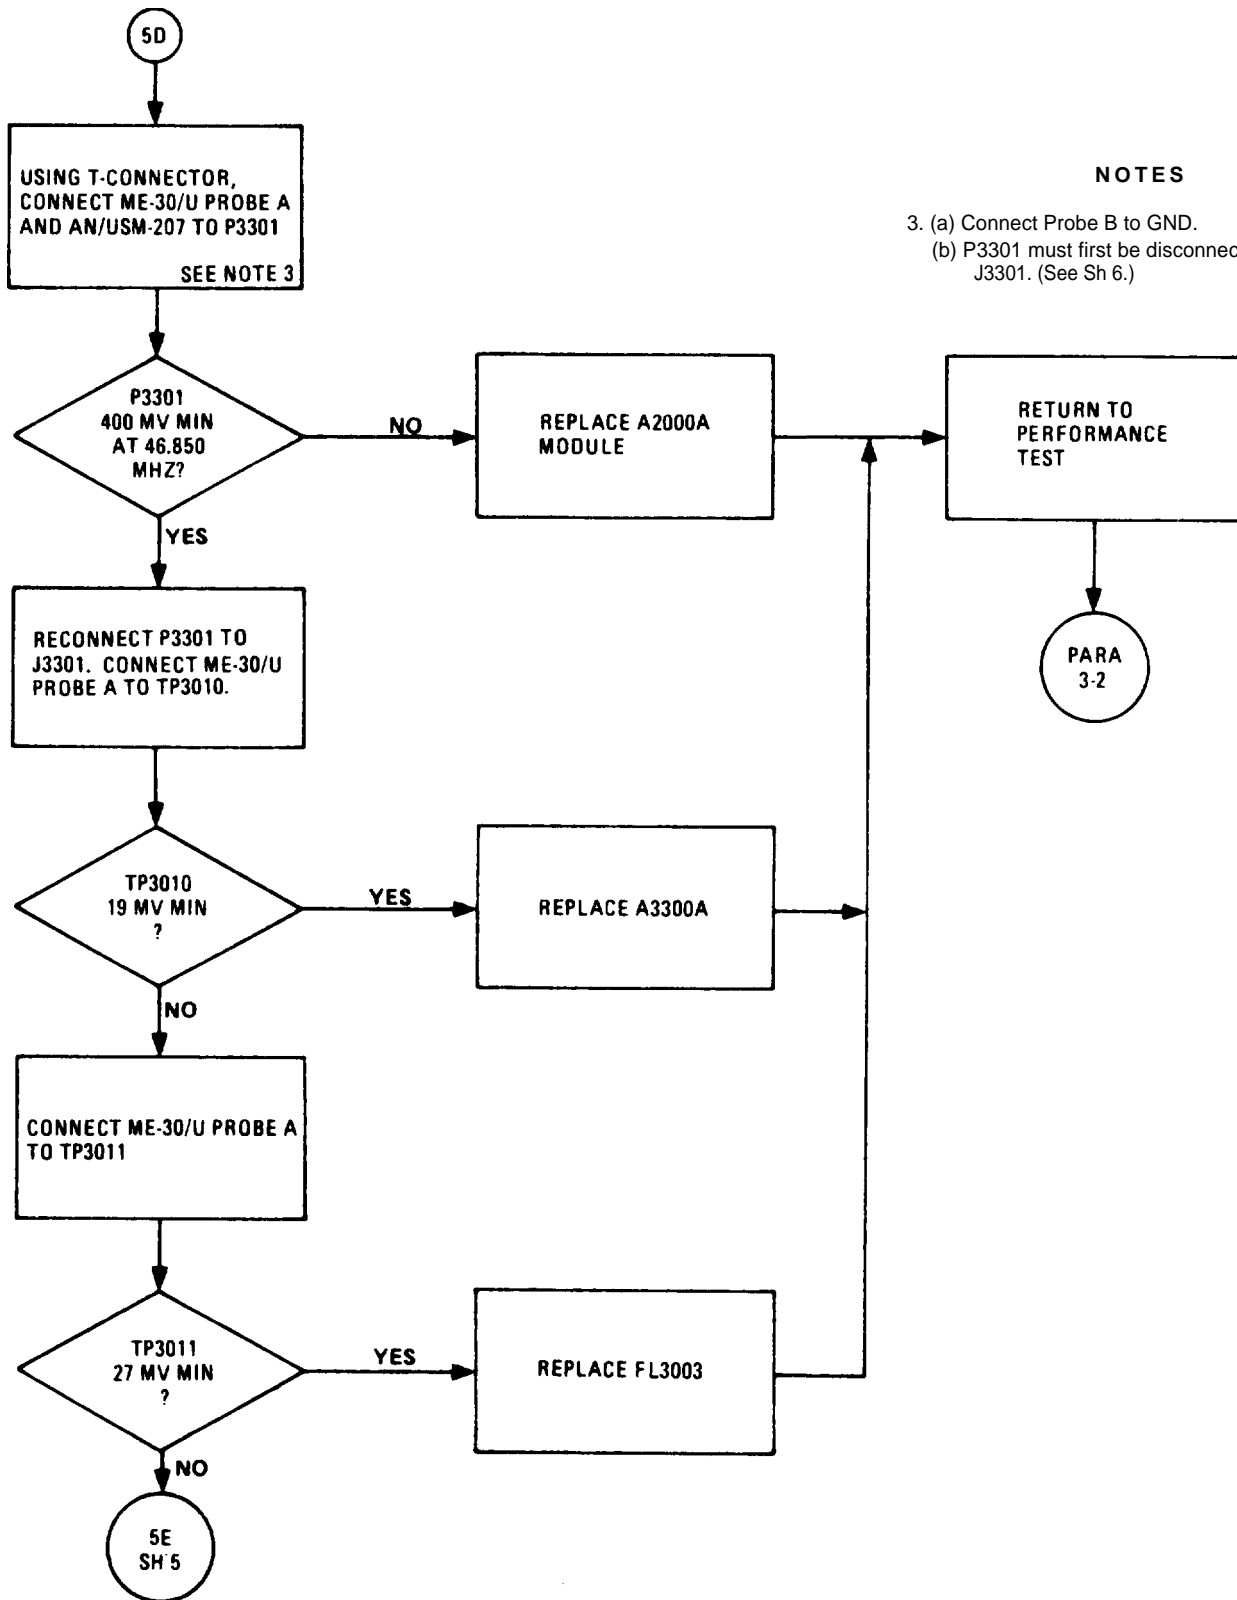 5D
USING T-CONNECTOR,
CONNECT ME-30/U PROBE A
AND AN/USM-207 TO P3301
SEE NOTE 3
NOTES
3. (a) Connect Probe B to GND.
(b) P3301 must first be disconnec
J3301. (See Sh 6.)
P3301
400 MV MIN
AT 46.850
MHZ?
NO
REPLACE A2000A
MODULE
RETURN TO
PERFORMANCE
TEST
YES
PARA
3-2
RECONNECT P3301 TO
J3301. CONNECT ME-30/U
PROBE A TO TP3010.
TP3010
19 MV MIN
?
YES
REPLACE A3300A
NO
CONNECT ME-30/U PROBE A
TO TP3011
TP3011
27 MV MIN
?
YES
REPLACE FL3003
NO
5E
SH 5